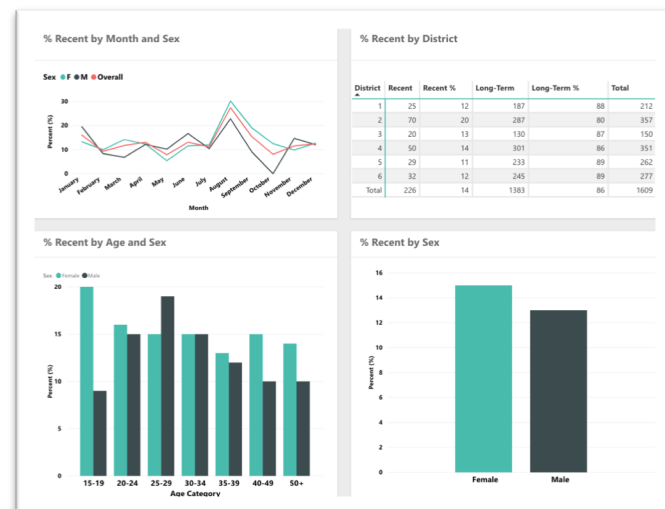 % Recent by Month and Sex
Sex F M Overall
30
20
10
0
Percent (%)
January February March April May June July August September October November December
Month
% Recent by District
District Recent Recent % Long-Term Long-Term % Total
1 25 12 187 88 212
2 70 20 287 80 357
3 20 13 130 87 150
4 50 14 301 86 351
5 29 11 233 89 262
6 32 12 245 89 277
Total 226 14 1383 86 1609
% Recent by Age and Sex
Sex Female Male
20
15
10
5
0
Percent (%)
15-19 20-24 25-29 30-34 35-39 40-49 50+
Age Category
% Recent by Sex
16
14
12
10
8
6
4
2
0
Percent (%)
Female Male